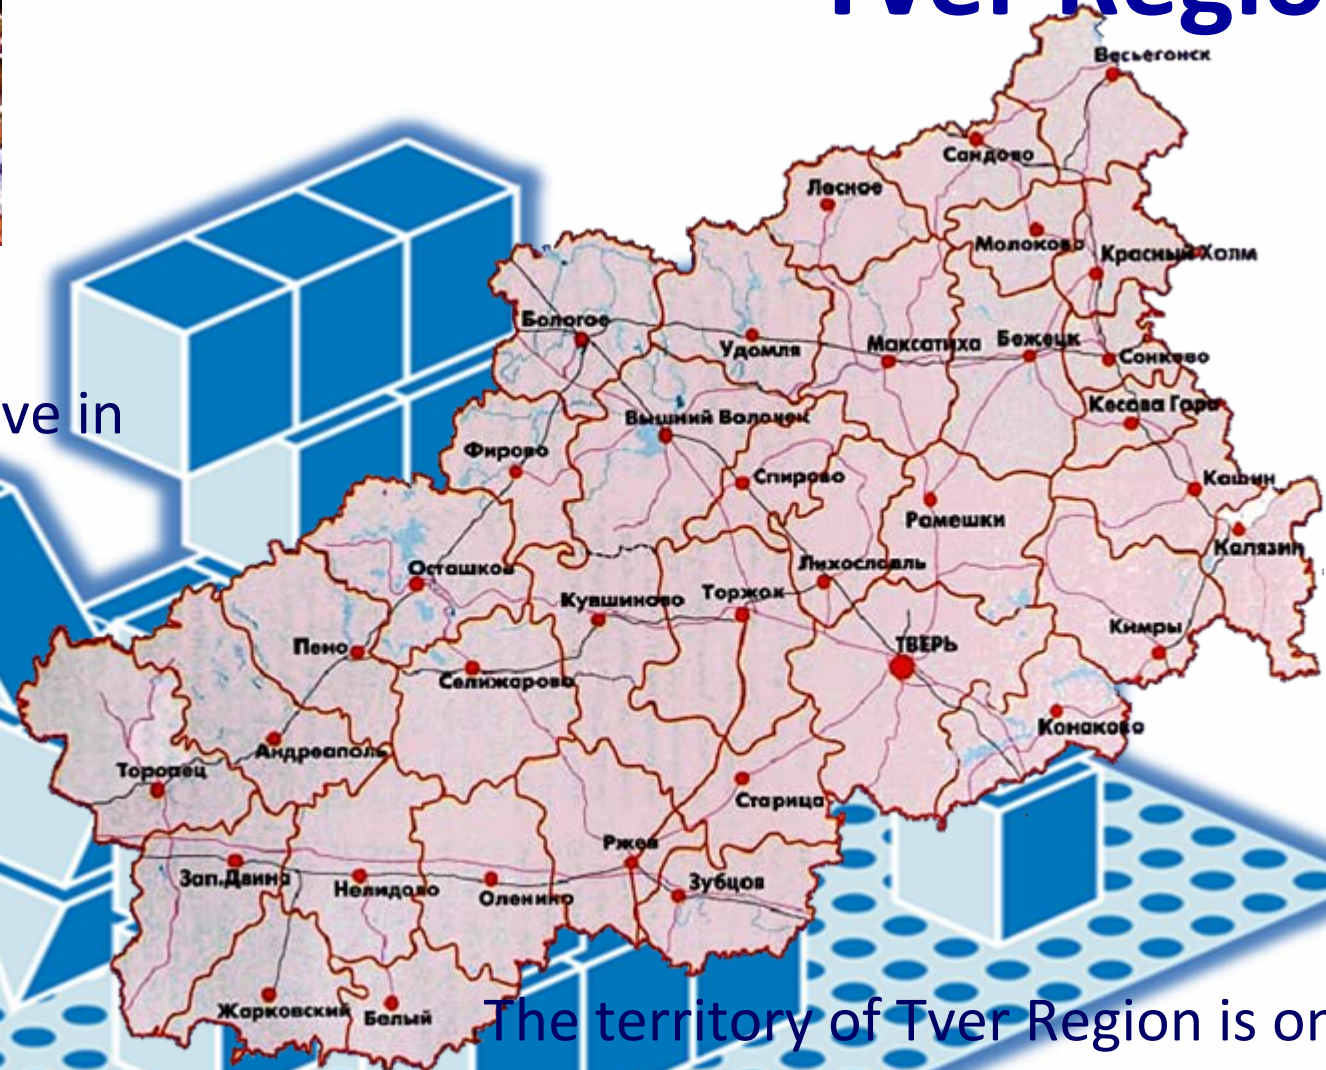 Tver Regio
Весьегонск
Сандово
Лесное
Молоково
Красный Холм
Бологое
Удомля
Максатиха
Бежецк
Сонково
Кесова Гора
Вышний Волочек
Фирово
Спирово
Кашин
Рамешки
Калязин
Осташков
Лихославль
Кувшиново
Торжок
Кимры
Пено
ТВЕРЬ
Селижарово
Конаково
Андреаполь
Торопец
Старица
Ржев
Зап.Двина
Нелидово
Оленино
Зубцов
Жарковский
Белый
ve in
The territory of Tver Region is or